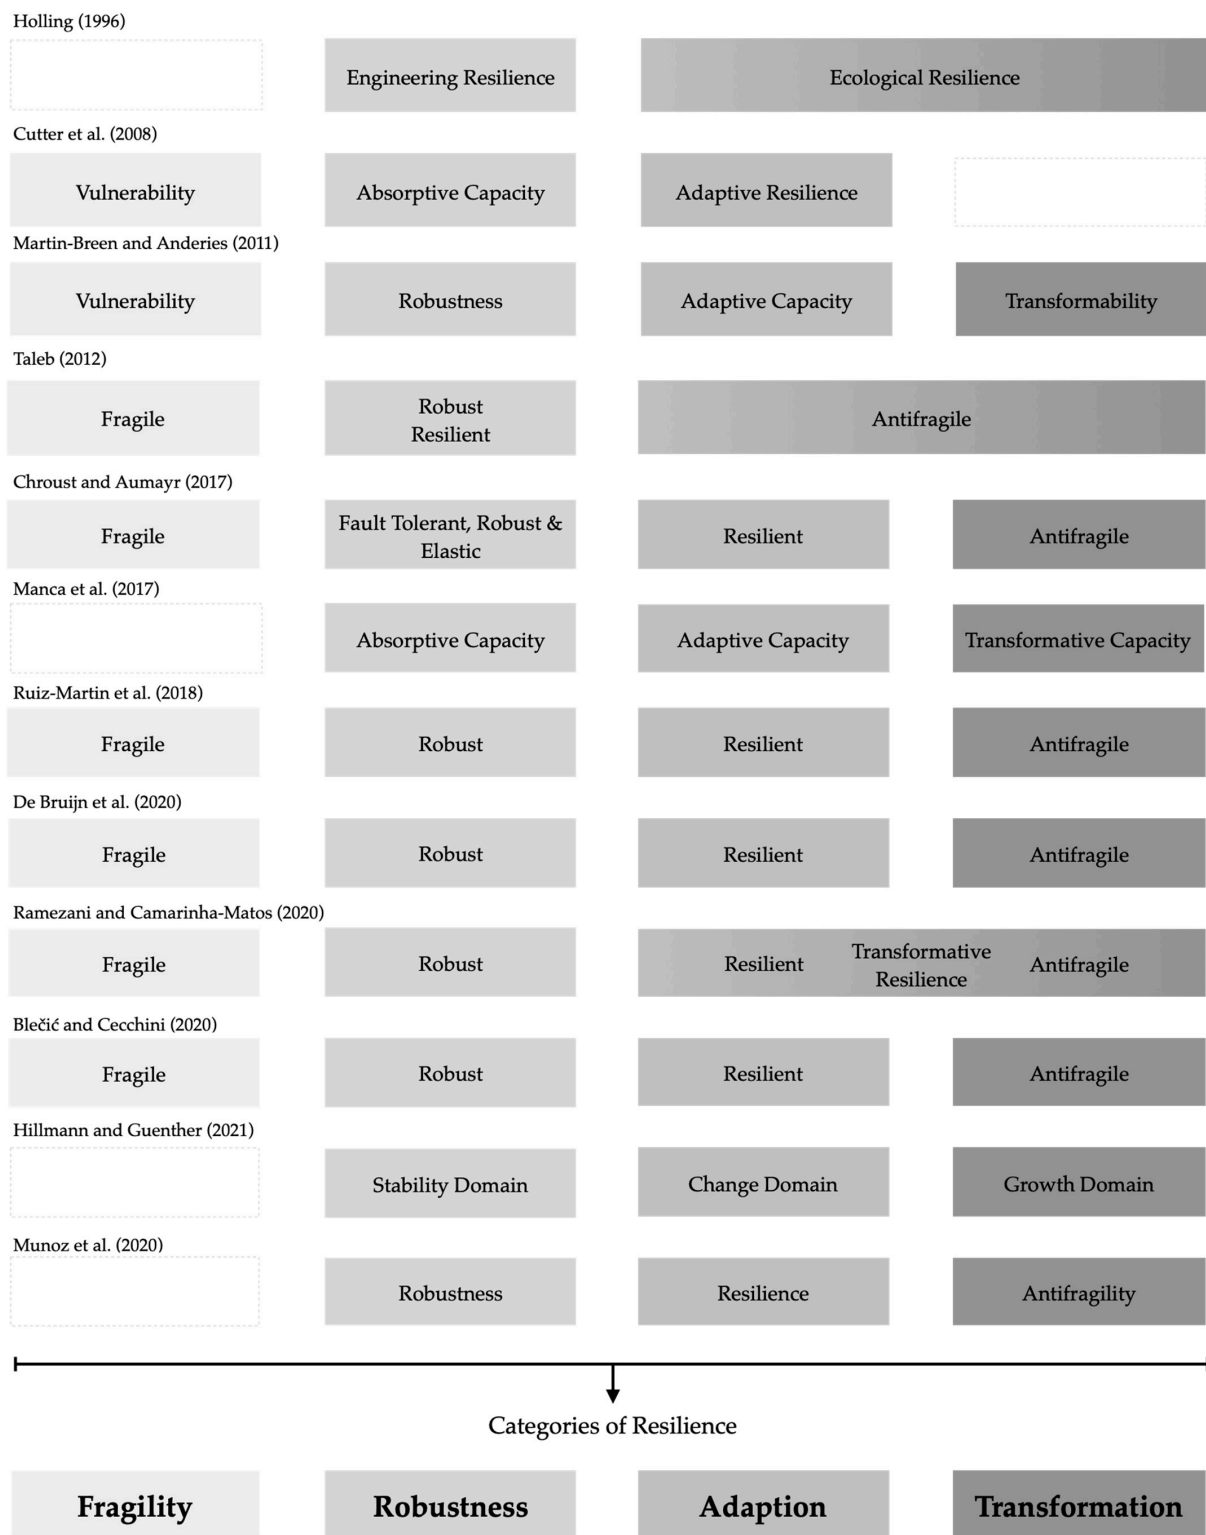 Holling (1996)
Engineering Resilience
Ecological Resilience
Cutter et al. (2008)
Vulnerability
Absorptive Capacity
Adaptive Resilience
Martin-Breen and Anderies (2011)
Vulnerability
Robustness
Adaptive Capacity
Transformability
Taleb (2012)
Fragile
Robust
Resilient
Antifragile
Chroust and Aumayr (2017)
Fragile
Fault Tolerant, Robust &
Elastic
Resilient
Antifragile
Manca et al. (2017)
Absorptive Capacity
Adaptive Capacity
Transformative Capacity
Ruiz-Martin et al. (2018)
Fragile
Robust
Resilient
Antifragile
De Bruijn et al. (2020)
Fragile
Robust
Resilient
Antifragile
Ramezani and Camarinha-Matos (2020)
Fragile
Robust
Resilient
Transformative
Resilience
Antifragile
Blečić and Cecchini (2020)
Fragile
Robust
Resilient
Antifragile
Hillmann and Guenther (2021)
Stability Domain
Change Domain
Growth Domain
Munoz et al. (2020)
Robustness
Resilience
Antifragility
Categories of Resilience
Fragility
Robustness
Adaption
Transformation